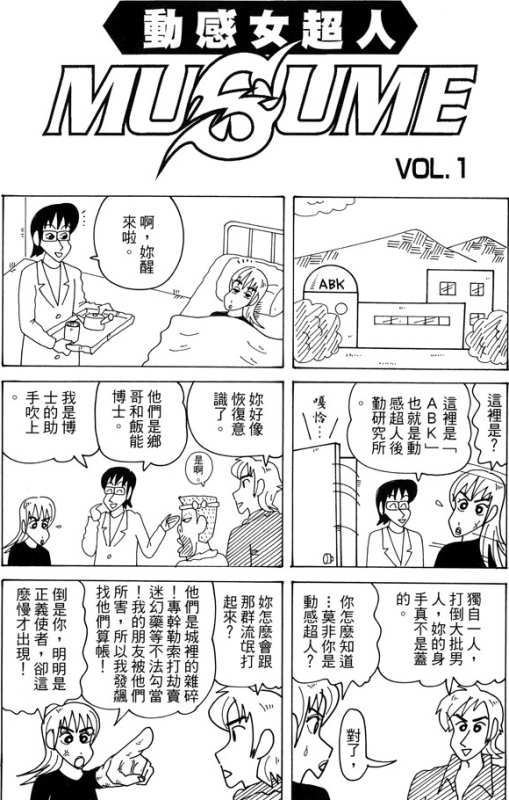 動感女超人
MUSUME
VOL. 1
ABK
啊，妳醒
來啦。
這裡是？
這裡是「
ABK」
也就是動
感超人後
勤研究所
嘎恰…
妳好像
恢復意
識了。
是啊。
他們是鄉
哥和飯能
博士。
我是博
士的助
手吹上
。
獨自一人，
打倒大批男
人，妳的身
手真不是蓋
的。
你怎麼知道
…莫非你是
動感超人？
對了，
妳怎麼會跟
那群流氓打
起來？
他們是城裡的雜碎
！專幹勒索打劫賣
迷幻藥等不法勾當
！我的朋友被他們
所害，所以我發飆
找他們算帳！
倒是你，明明是
正義使者，卻這
麼慢才出現！